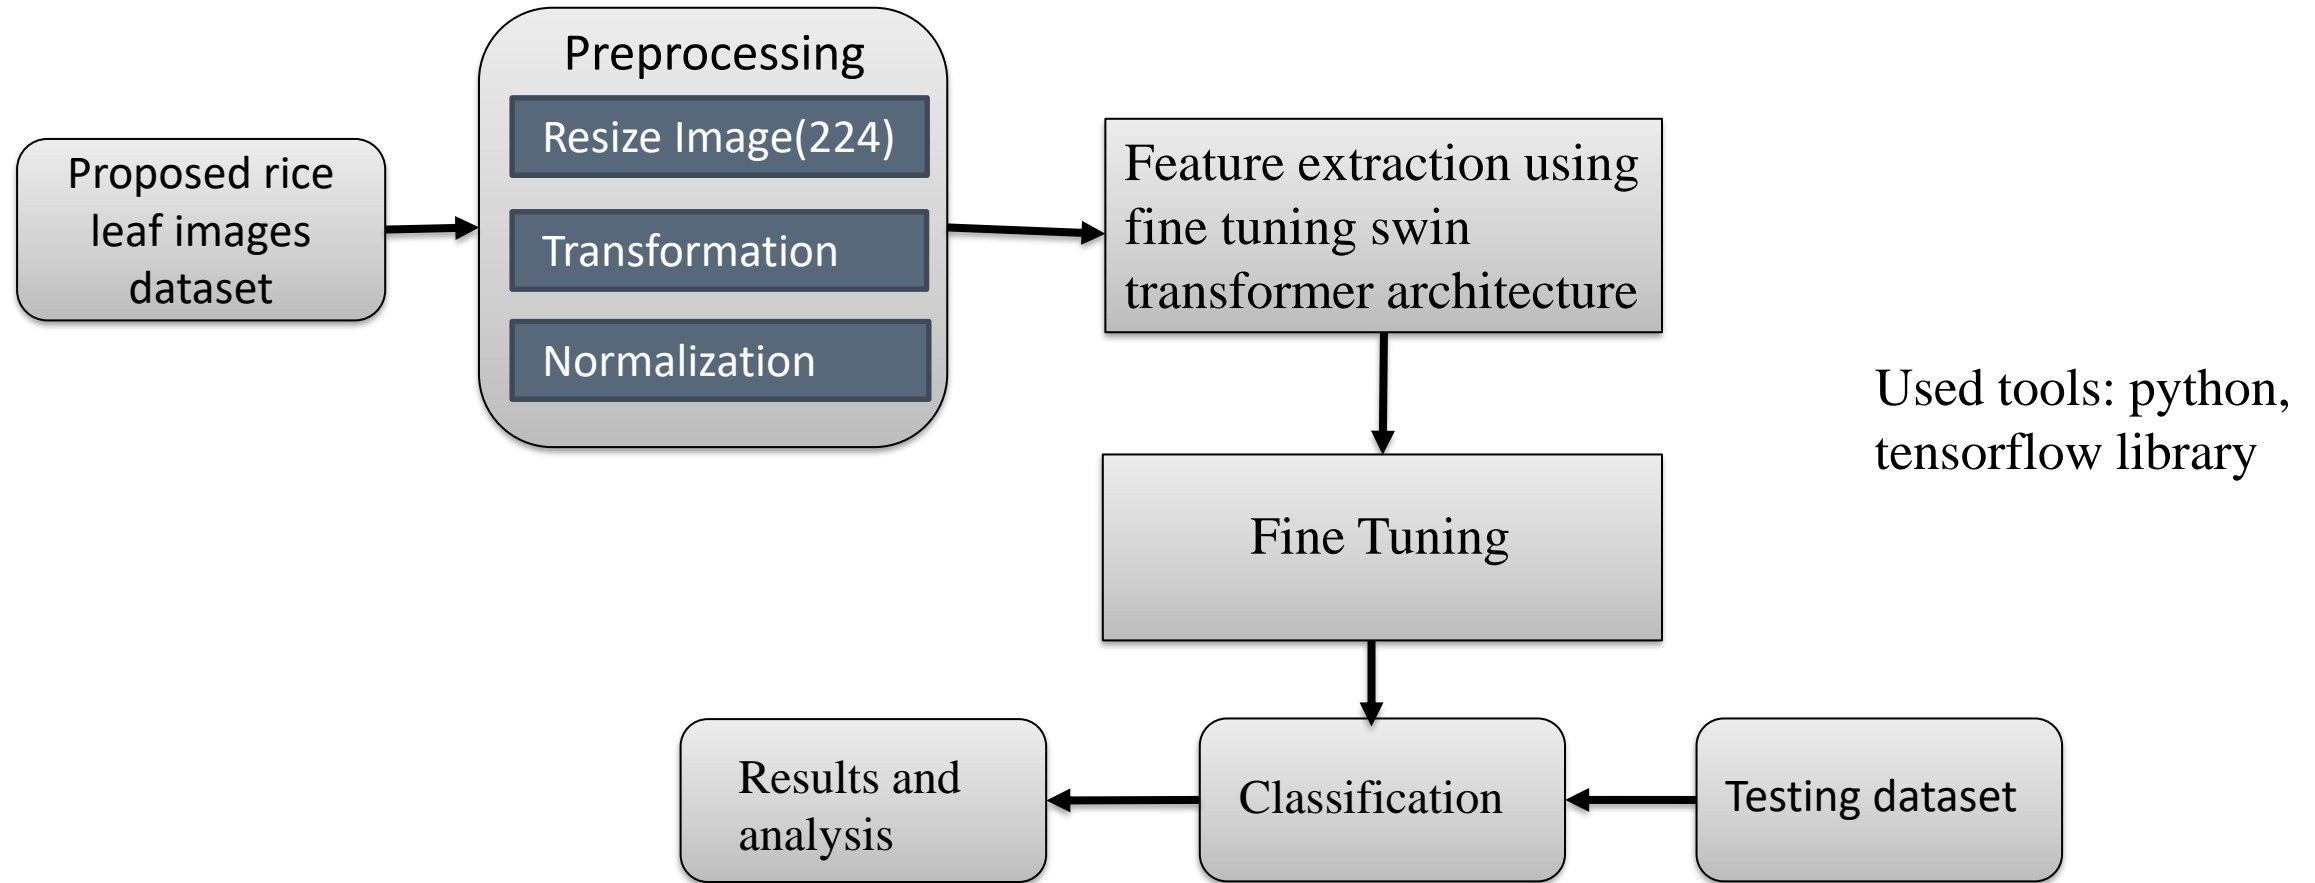 Preprocessing
Resize Image(224)
Transformation
Normalization
Proposed rice
leaf images
dataset
Feature extraction using
fine tuning swin
transformer architecture
Used tools: python,
tensorflow library
Fine Tuning
Results and
analysis
Classification
Testing dataset